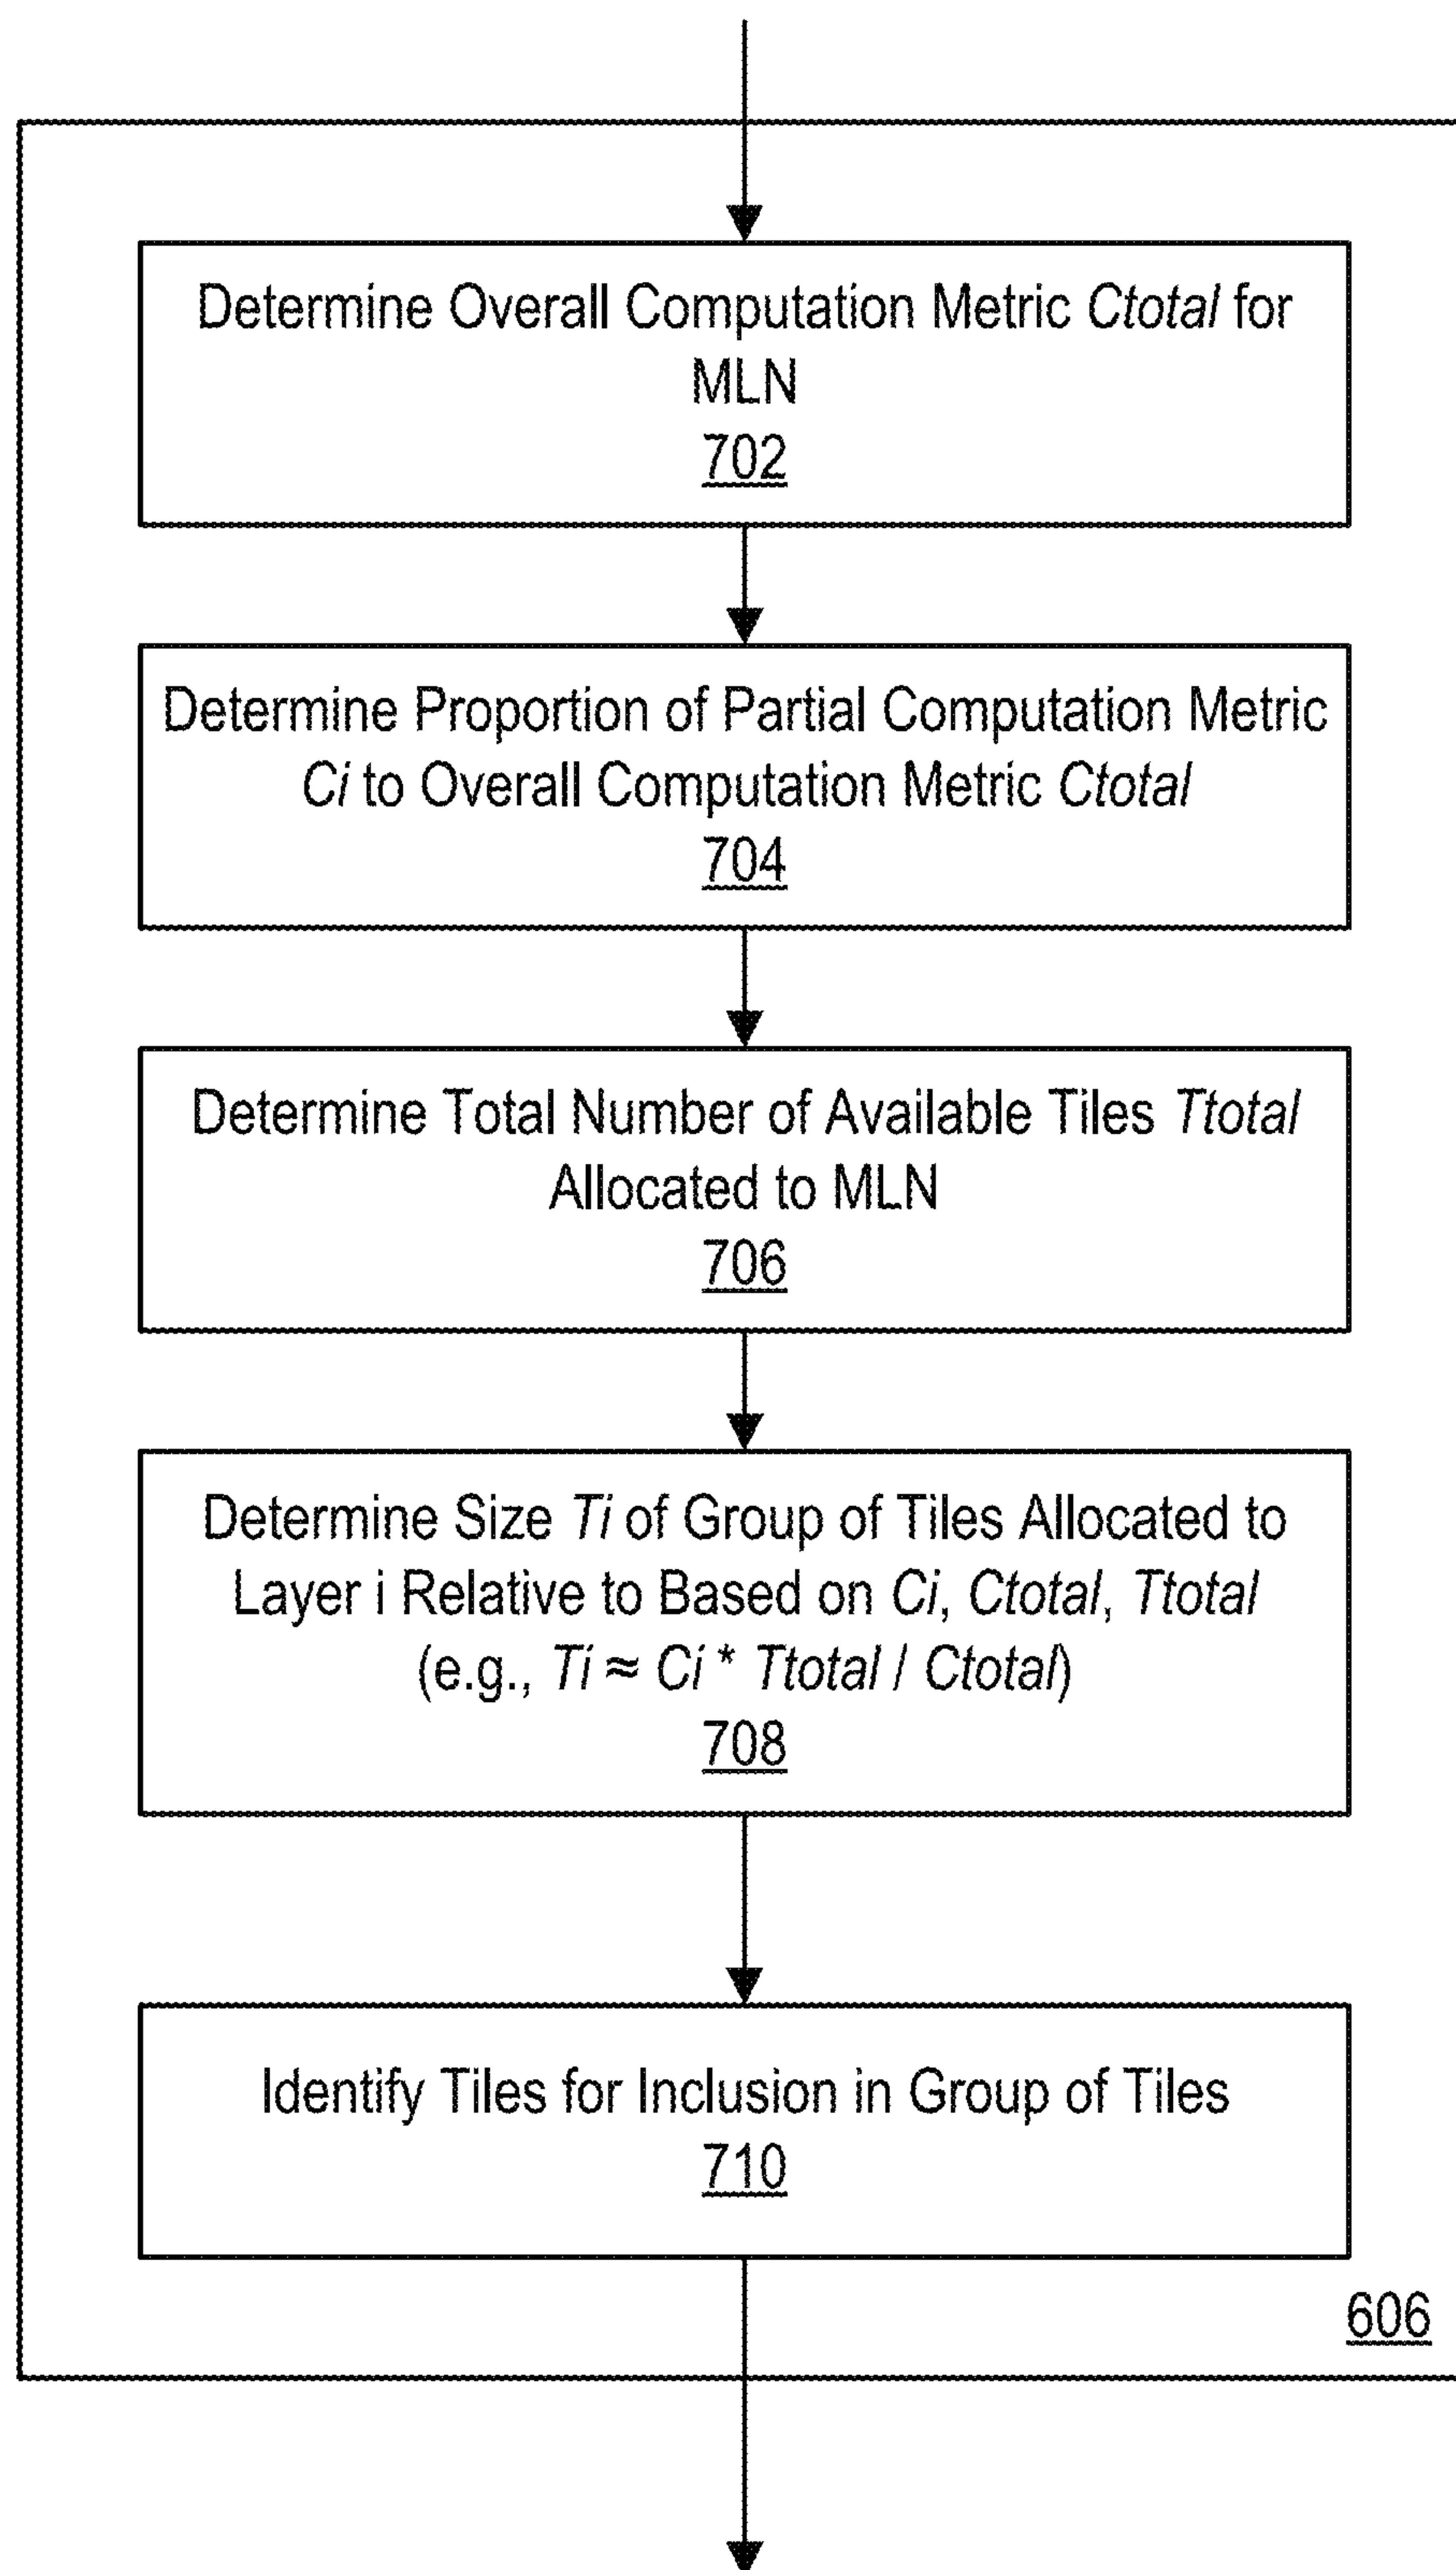 Determine Overall Computation Metric Ctotal for
MLN
702
Determine Proportion of Partial Computation Metric
Ci to Overall Computation Metric Ctotal
704
Determine Total Number of Available Tiles Ttotal
Allocated to MLN
706
Determine Size Ti of Group of Tiles Allocated to
Layer i Relative to Based on Ci, Ctotal, Ttotal
(e.g., Ti ≈ Ci * Ttotal / Ctotal)
708
Identify Tiles for Inclusion in Group of Tiles
710
606